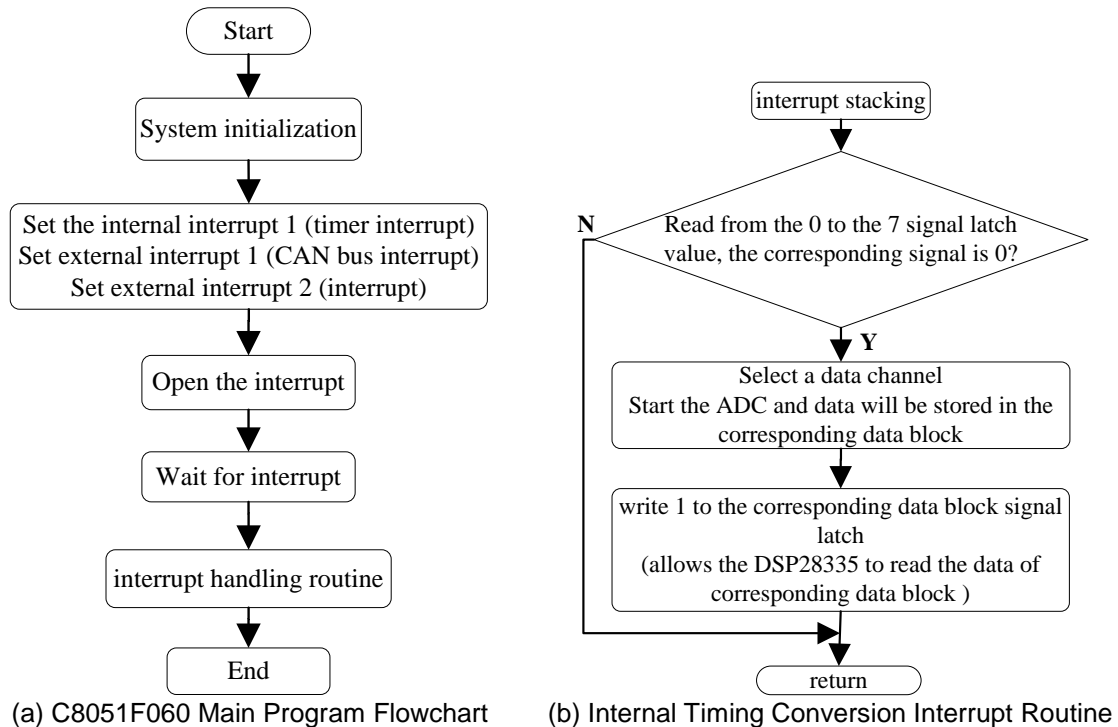 Start
System initialization
Set the internal interrupt 1 (timer interrupt)
Set external interrupt 1 (CAN bus interrupt)
Set external interrupt 2 (interrupt)
Open the interrupt
Wait for interrupt
interrupt handling routine
End
(a) C8051F060 Main Program Flowchart
interrupt stacking
Read from the 0 to the 7 signal latch
value, the corresponding signal is 0?
N
Y
Select a data channel
Start the ADC and data will be stored in the
corresponding data block
write 1 to the corresponding data block signal
latch
(allows the DSP28335 to read the data of
corresponding data block )
return
(b) Internal Timing Conversion Interrupt Routine